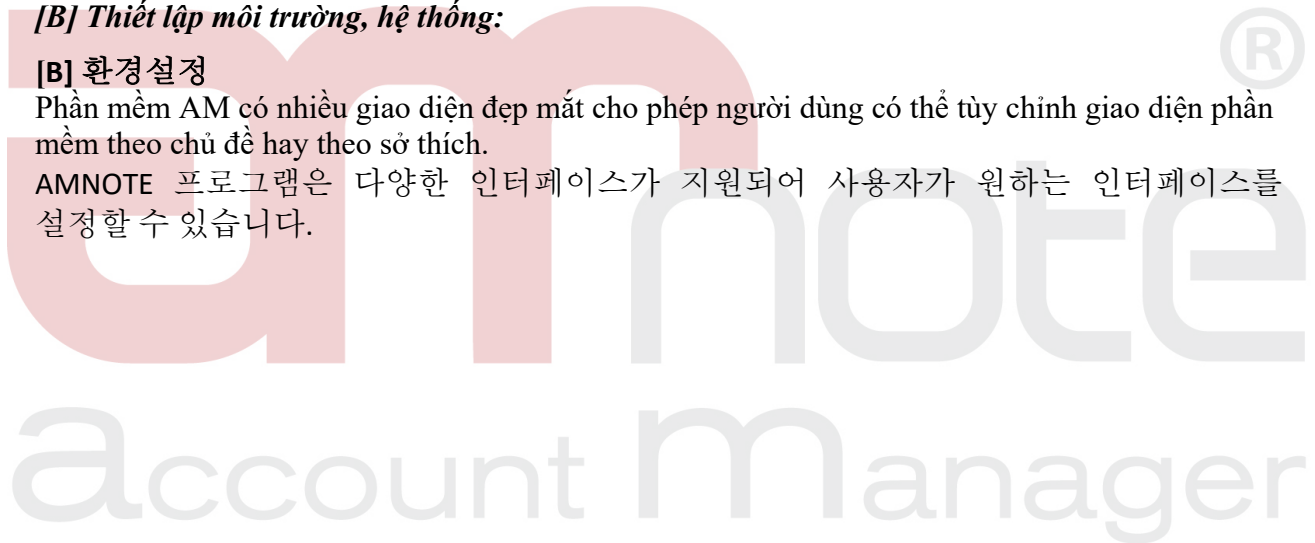 [B] Thiết lập môi trường, hệ thống:
[B] 환경설정
Phần mềm AM có nhiều giao diện đẹp mắt cho phép người dùng có thể tùy chỉnh giao diện phần
mềm theo chủ đề hay theo sở thích.
AMNOTE 프로그램은 다양한 인터페이스가 지원되어 사용자가 원하는 인터페이스를
설정할 수 있습니다.
amnote ®
account manager